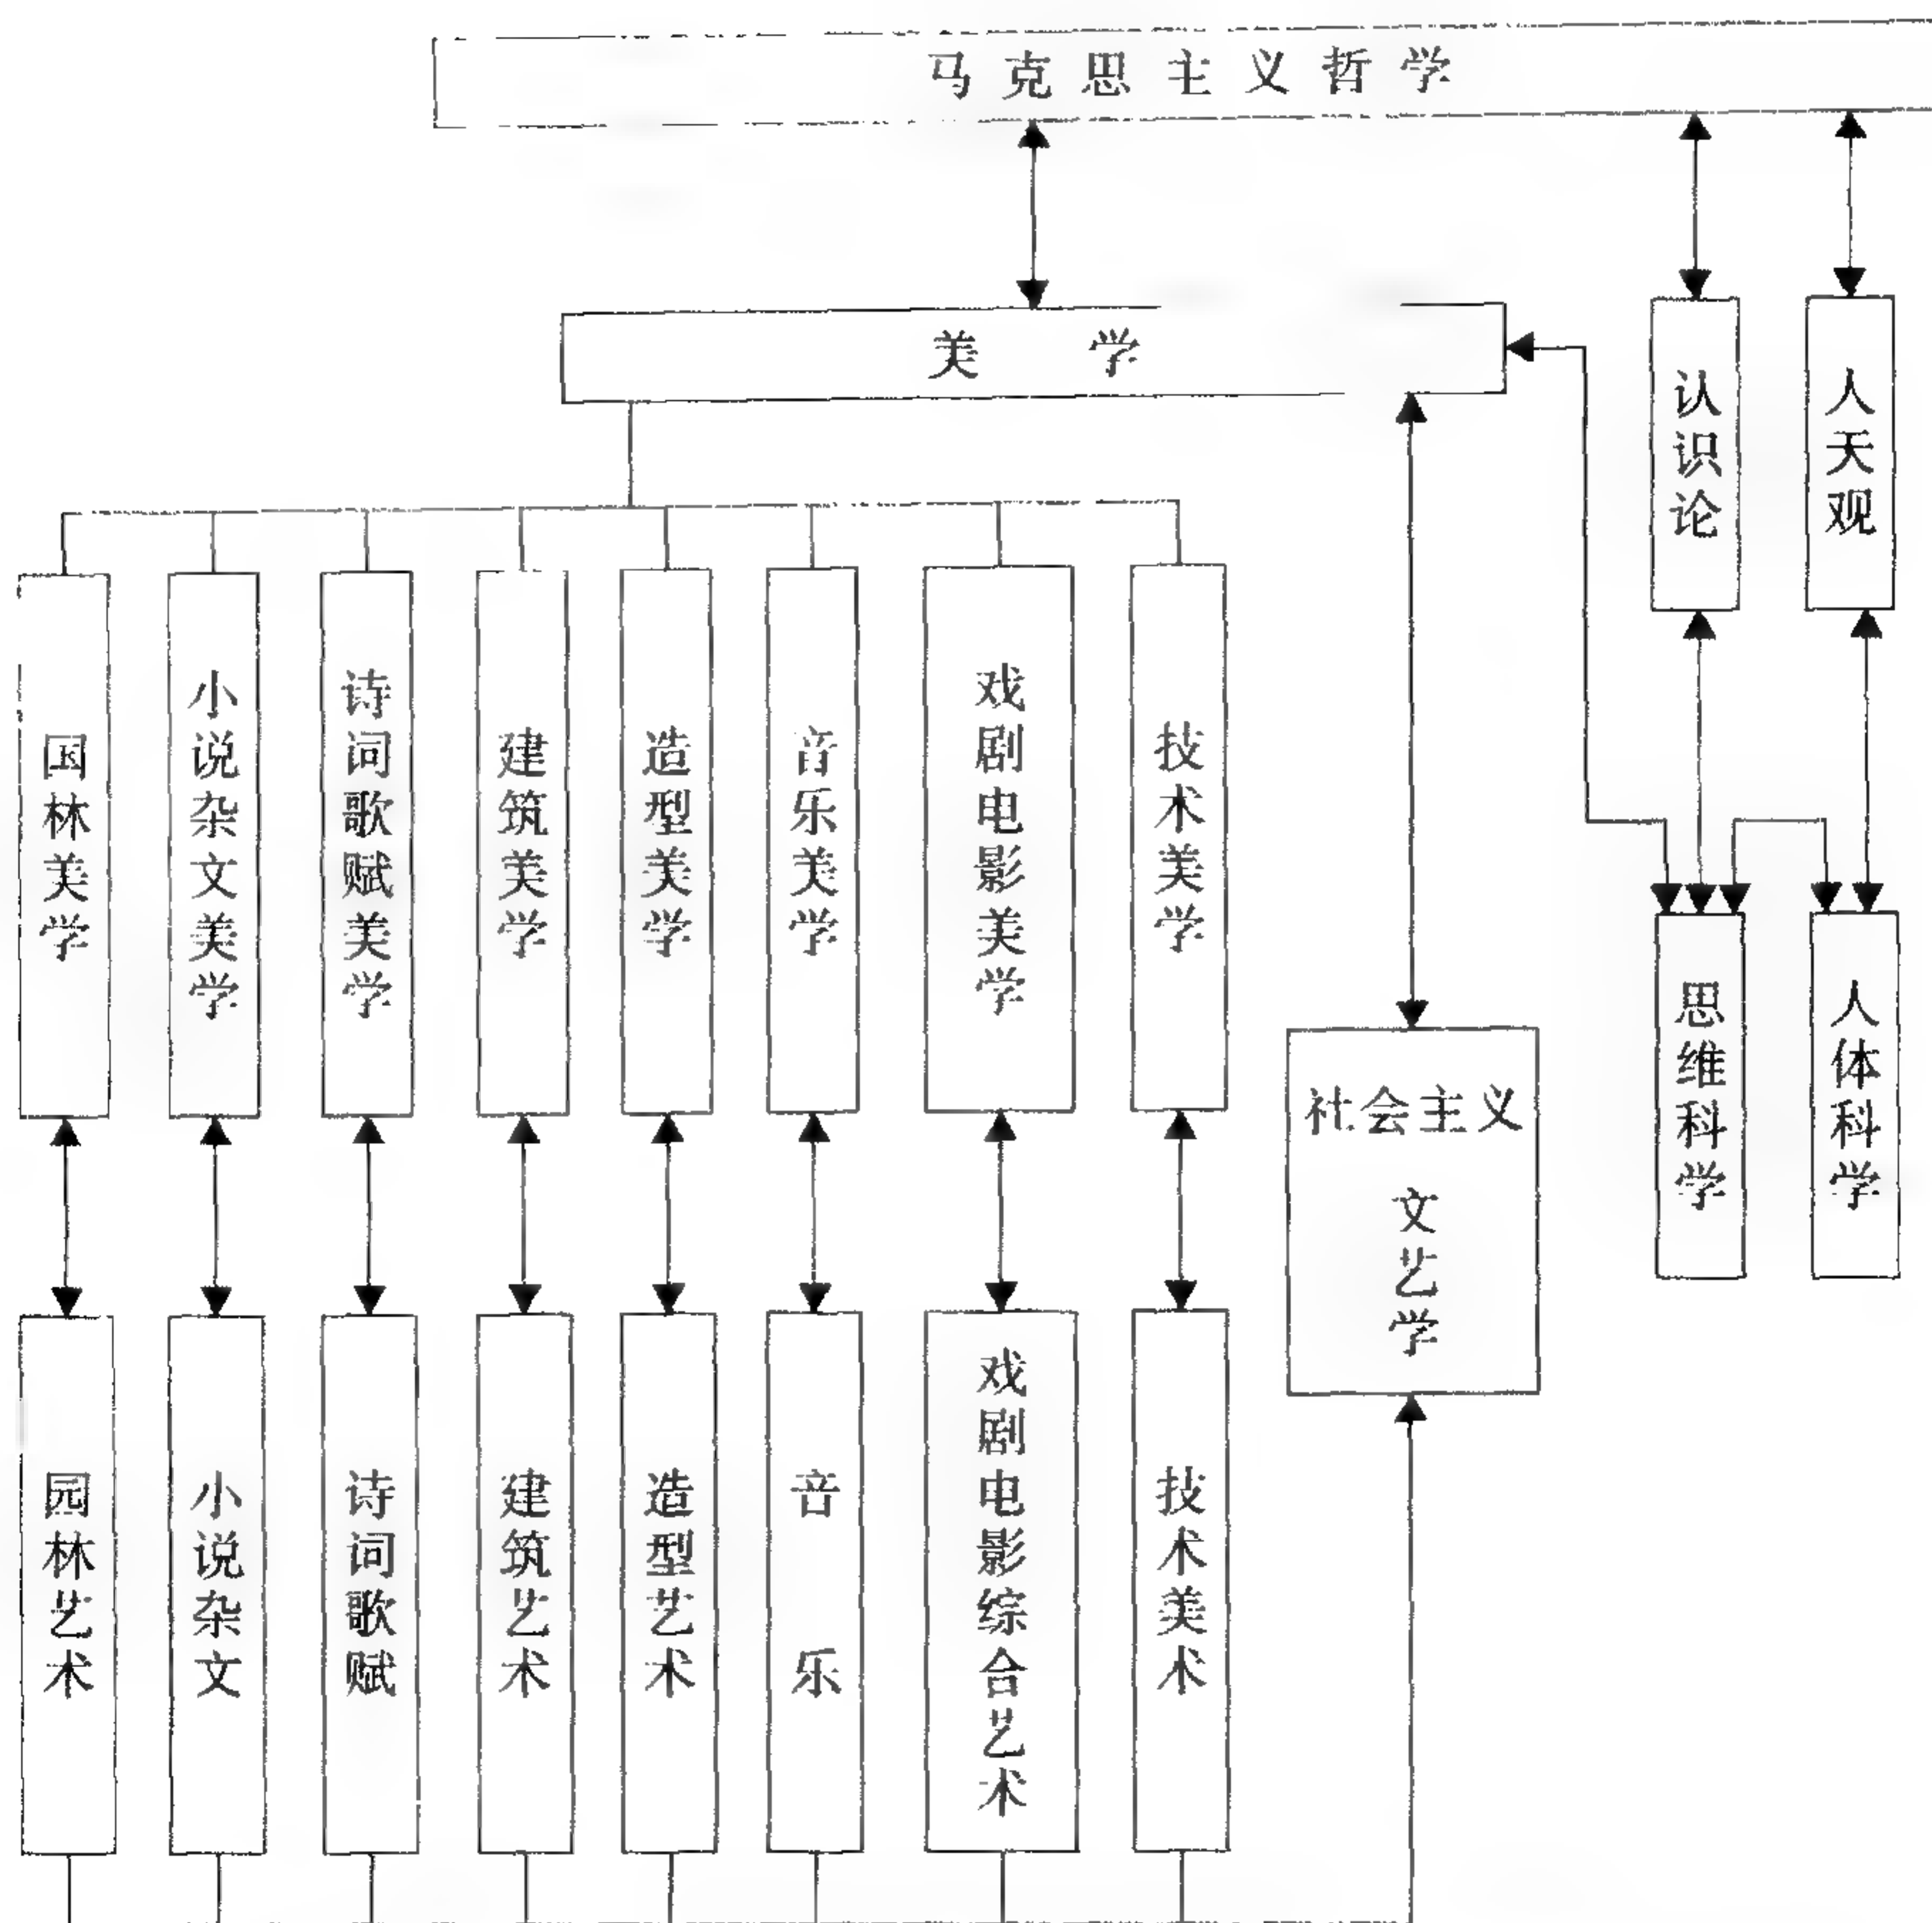 马克思主义哲学
美学
认识论
人天观
国林美学
小说杂文美学
诗词歌赋美学
建筑美学
造型美学
音乐美学
戏剧电影美学
技术美学
社会主义
文艺学
思维科学
人体科学
园林艺术
小说杂文
诗词歌赋
建筑艺术
造型艺术
音乐
戏剧电影综合艺术
技术美术